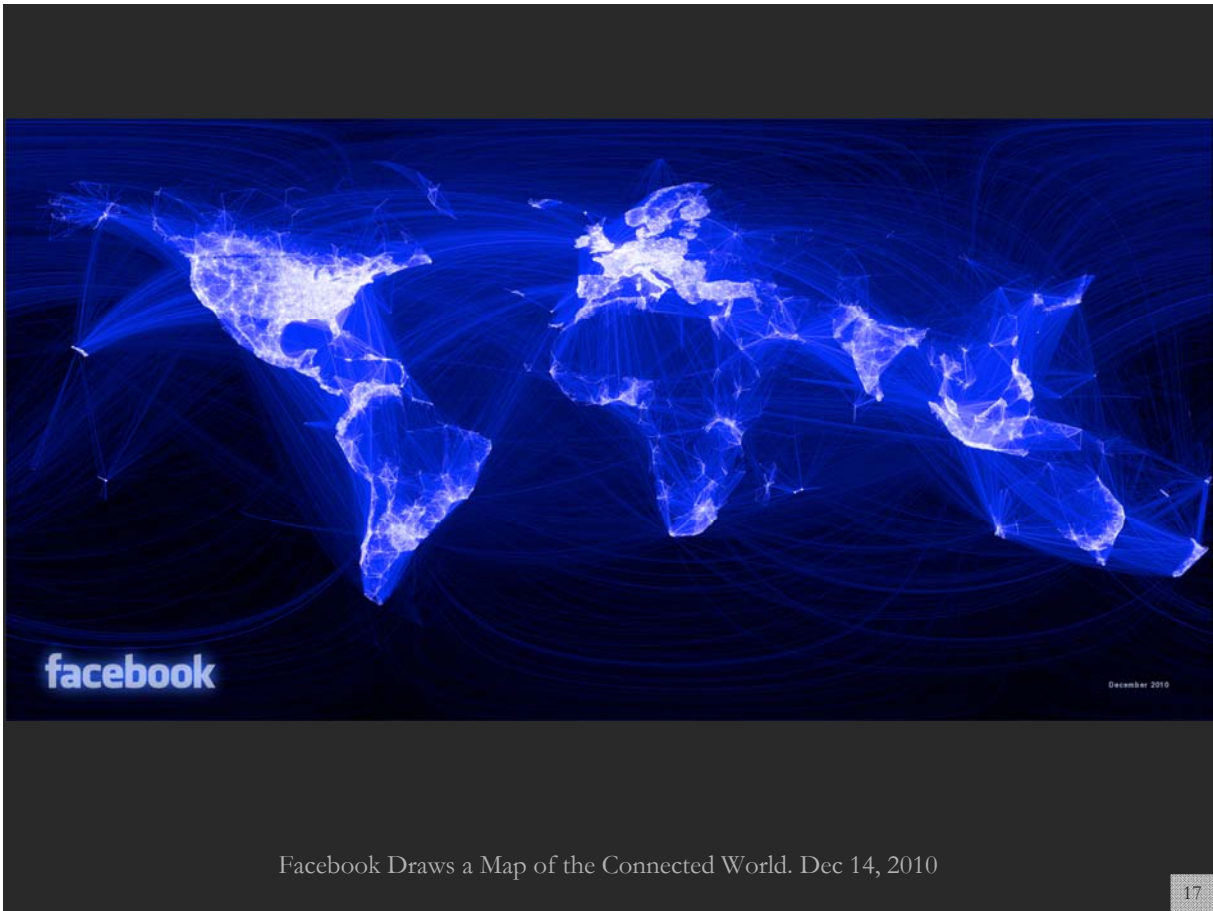 facebook
December 2010
Facebook Draws a Map of the Connected World. Dec 14, 2010
17